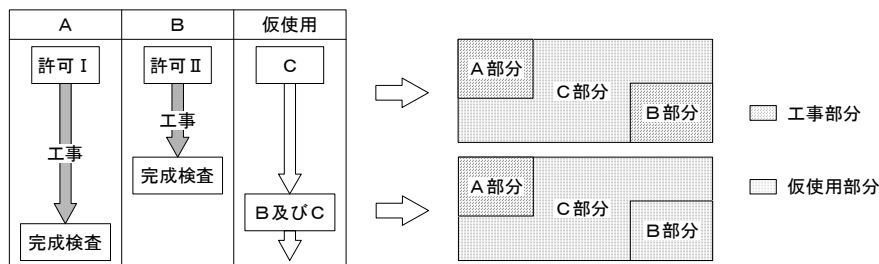 A B 仮使用
許可Ⅰ 許可Ⅱ C
工事
工事
完成検査
B及びC
完成検査
A部分
C部分
B部分
工事部分
A部分
C部分
B部分
仮使用部分